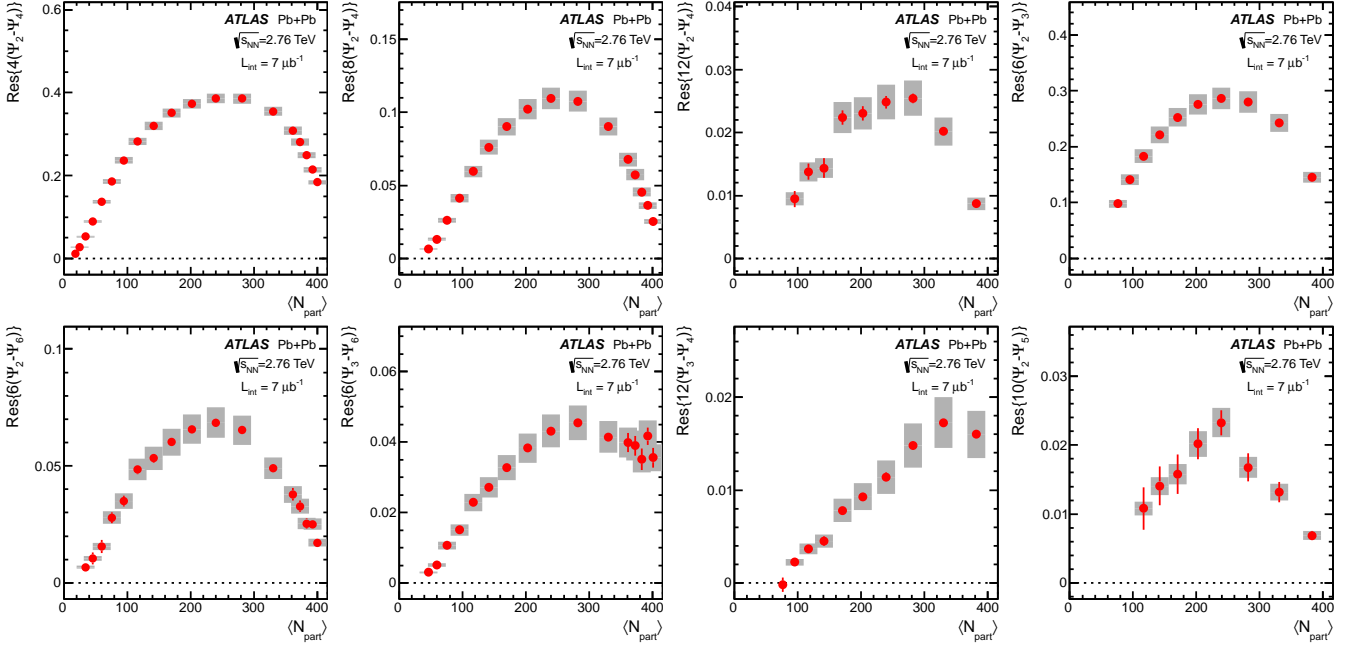 Res{4(Ψ2-Ψ4)}
0.6
0.4
0.2
0
ATLAS Pb+Pb
√sNN=2.76 TeV
Lint = 7 μb-1
0 100 200 300 400
⟨Npart⟩
Res{8(Ψ2-Ψ4)}
0.15
0.1
0.05
0
ATLAS Pb+Pb
√sNN=2.76 TeV
Lint = 7 μb-1
0 100 200 300 400
⟨Npart⟩
Res{12(Ψ2-Ψ4)}
0.04
0.03
0.02
0.01
0
ATLAS Pb+Pb
√sNN=2.76 TeV
Lint = 7 μb-1
0 100 200 300 400
⟨Npart⟩
Res{6(Ψ2-Ψ3)}
0.4
0.3
0.2
0.1
0
ATLAS Pb+Pb
√sNN=2.76 TeV
Lint = 7 μb-1
0 100 200 300 400
⟨Npart⟩
Res{6(Ψ2-Ψ6)}
0.1
0.05
0
ATLAS Pb+Pb
√sNN=2.76 TeV
Lint = 7 μb-1
0 100 200 300 400
⟨Npart⟩
Res{6(Ψ3-Ψ6)}
0.06
0.04
0.02
0
ATLAS Pb+Pb
√sNN=2.76 TeV
Lint = 7 μb-1
0 100 200 300 400
⟨Npart⟩
Res{12(Ψ3-Ψ4)}
0.02
0.01
0
ATLAS Pb+Pb
√sNN=2.76 TeV
Lint = 7 μb-1
0 100 200 300 400
⟨Npart⟩
Res{10(Ψ2-Ψ5)}
0.03
0.02
0.01
0
ATLAS Pb+Pb
√sNN=2.76 TeV
Lint = 7 μb-1
0 100 200 300 400
⟨Npart⟩